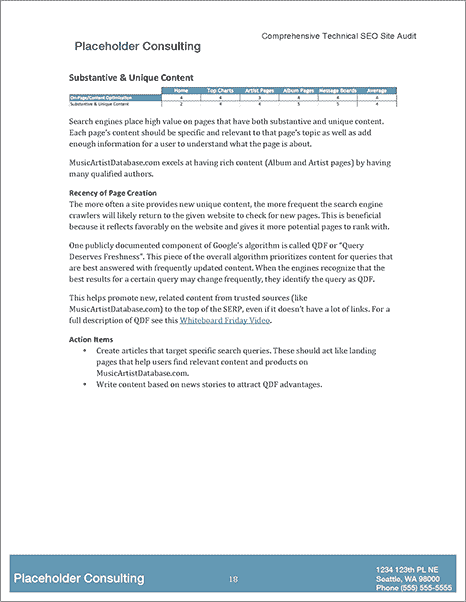 Comprehensive Technical SEO Site Audit
Placeholder Consulting
Substantive & Unique Content
Home Top Charts Artist Pages Album Pages Message Boards Average
On-Page/Content Optimization 4 4 4 4 4
Substantive & Unique Content 2 4 4 5 5 4
Search engines place high value on pages that have both substantive and unique content.
Each page's content should be specific and relevant to that page's topic as well as add
enough information for a user to understand what the page is about.
MusicArtistDatabase.com excels at having rich content (Album and Artist pages) by having
many qualified authors.
Recency of Page Creation
The more often a site provides new unique content, the more frequent the search engine
crawlers will likely return to the given website to check for new pages. This is beneficial
because it reflects favorably on the website and gives it more potential pages to rank with.
One publicly documented component of Google's algorithm is called QDF or "Query
Deserves Freshness". This piece of the overall algorithm prioritizes content for queries that
are best answered with frequently updated content. When the engines recognize that the
best results for a certain query may change frequently, they identify the query as QDF.
This helps promote new, related content from trusted sources (like
MusicArtistDatabase.com) to the top of the SERP, even if it doesn't have a lot of links. For a
full description of QDF see this Whiteboard Friday Video.
Action Items
• Create articles that target specific search queries. These should act like landing
pages that help users find relevant content and products on
MusicArtistDatabase.com.
• Write content based on news stories to attract QDF advantages.
Placeholder Consulting
18
1234 123th PL NE
Seattle, WA 98000
Phone (555) 555-5555